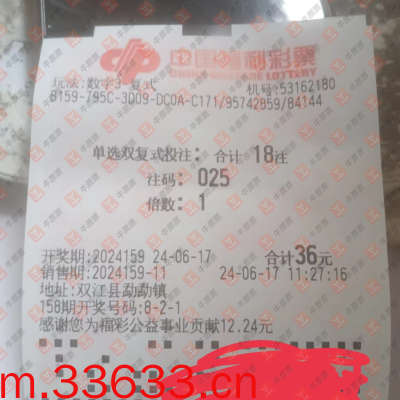 中国福利彩票
CHINA WELFARE LOTTERY
玩法:数字3-复式
机号:53162180
B159-795C-3D09-DC0A-C171/95742859/84144
单选双复式投注: 合计 18注
注码: 025
倍数: 1
开奖期:2024159 24-06-17 合计36元
销售期:2024159-11 24-06-17 11:27:16
地址:双江县勐勐镇
158期开奖号码:8-2-1
感谢您为福彩公益事业贡献12.24元
m.33633.cn